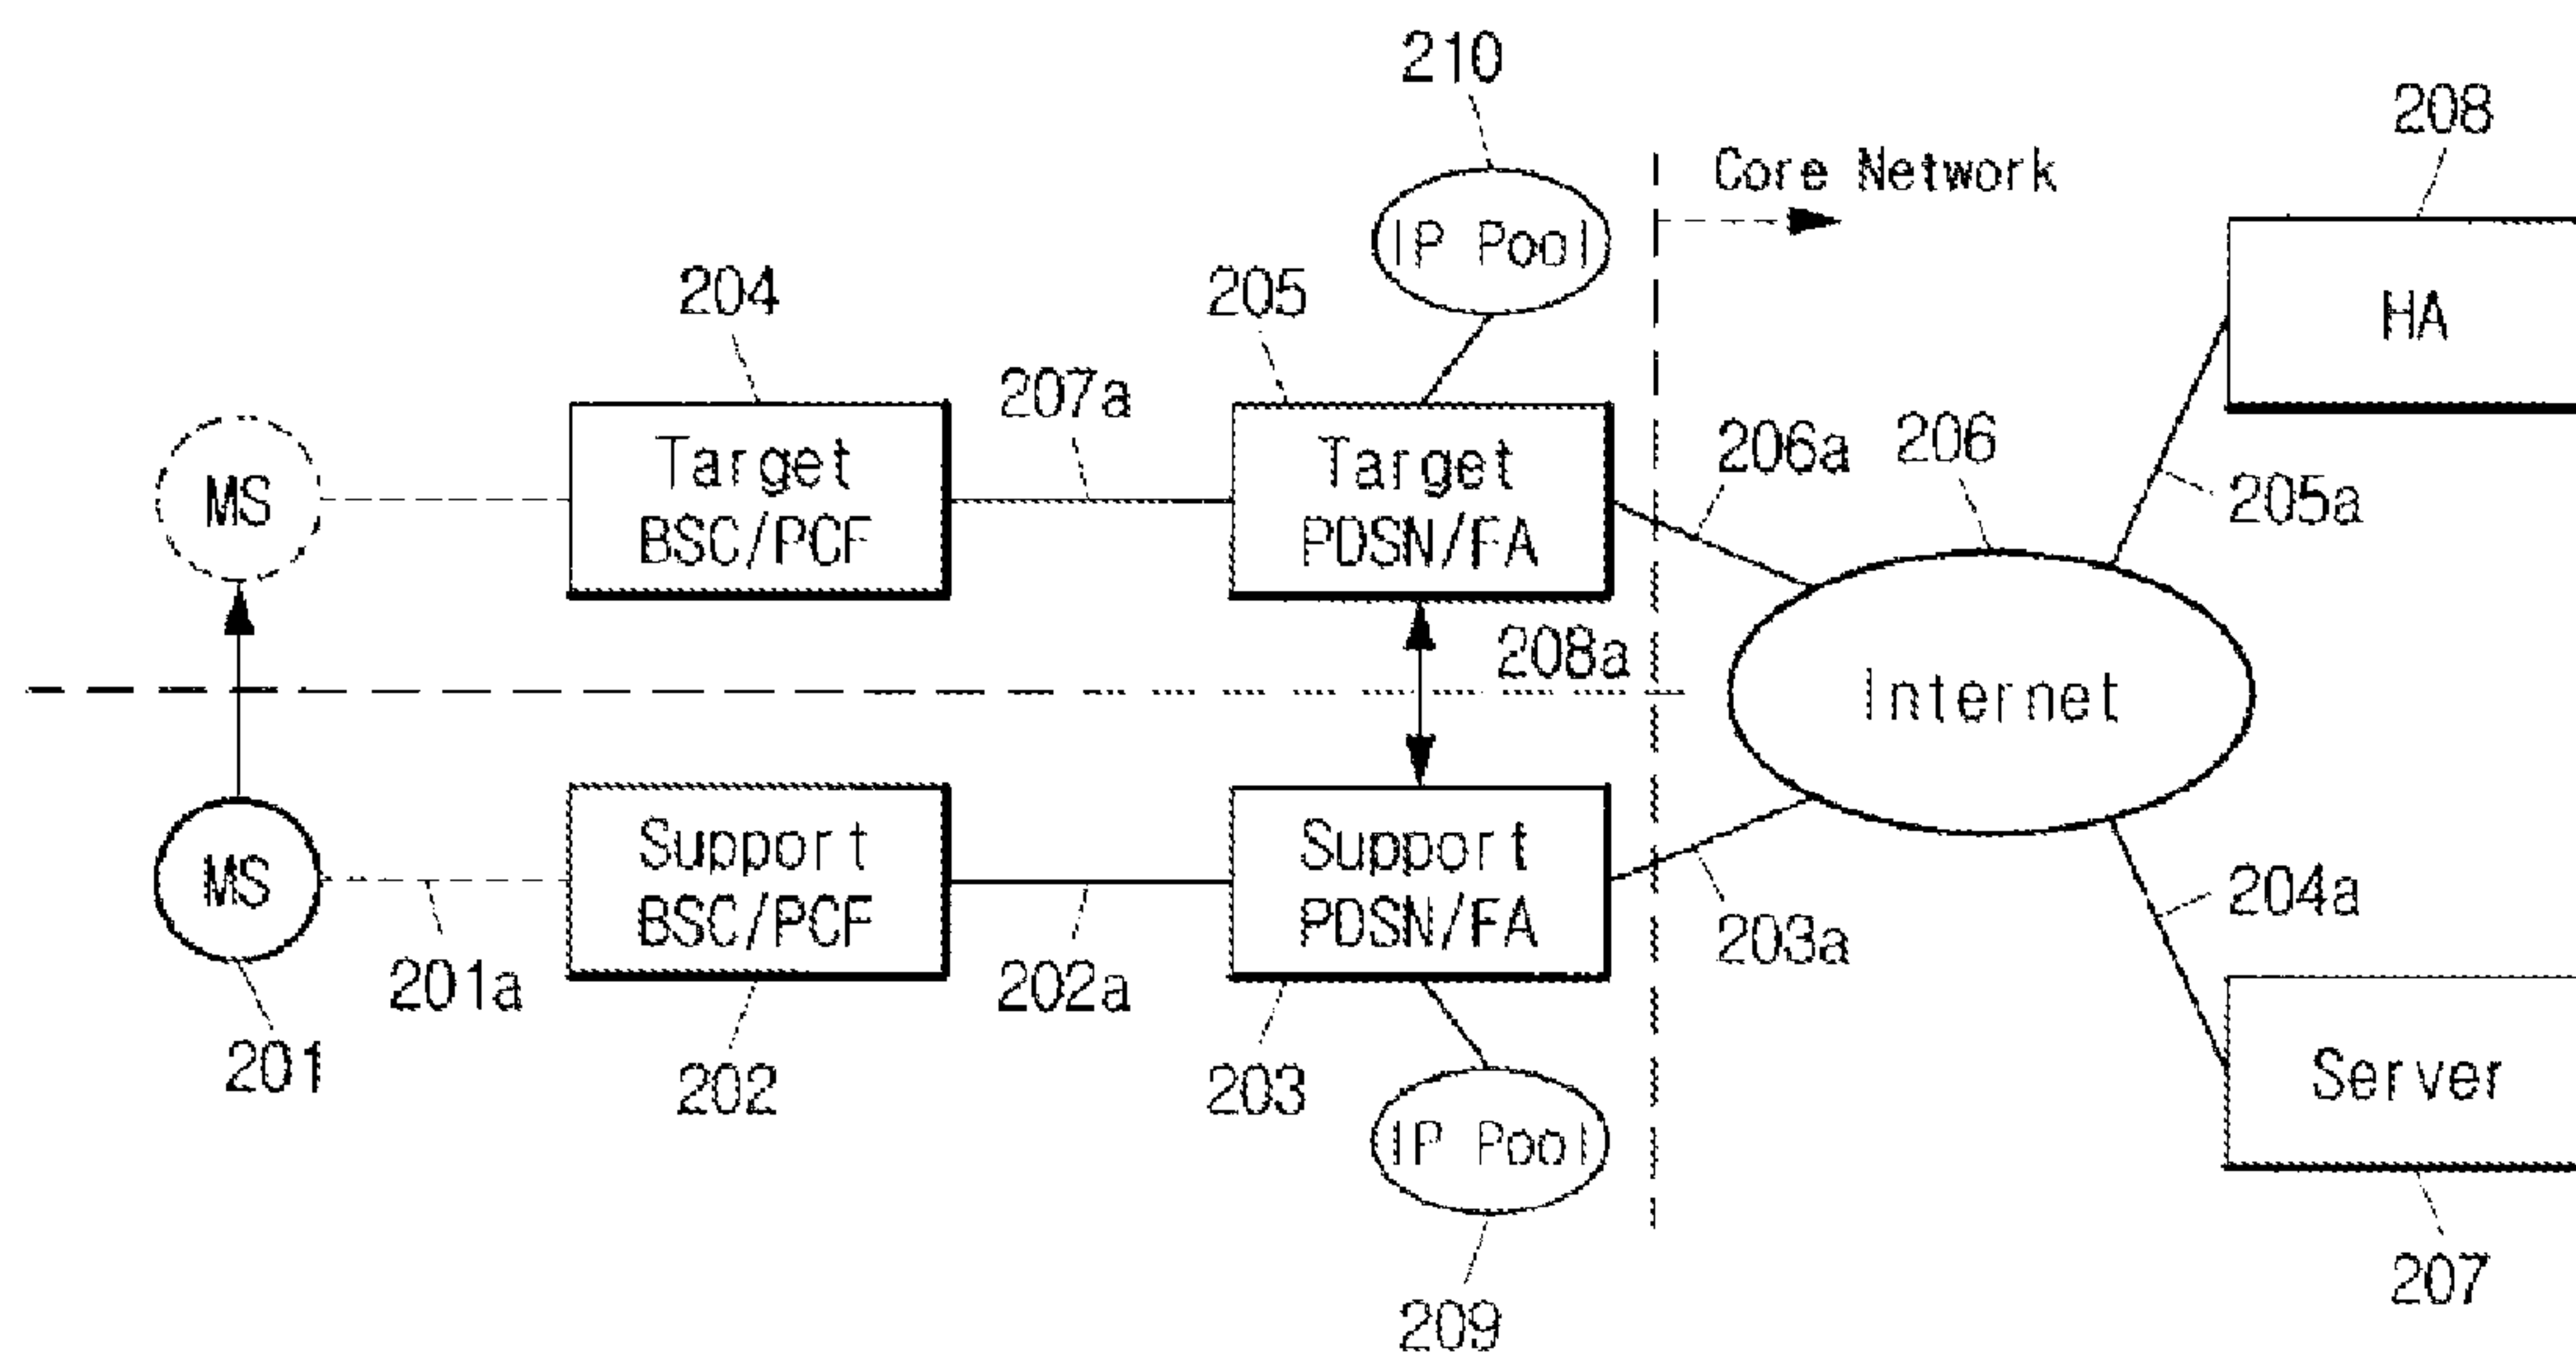 210
208
Core Network
IP Pool
204
205
HA
207a
206a
206
205a
MS
Target
BSC/PCF
Target
PDSN/FA
208a
Internet
MS
Support
BSC/PCF
Support
PDSN/FA
201a
202a
203a
204a
201
202
203
IP Pool
Server
207
209